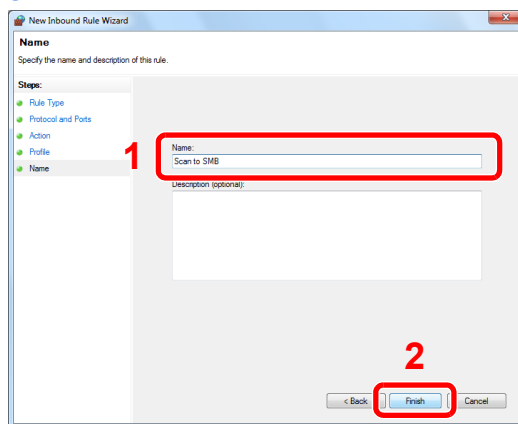 New Inbound Rule Wizard
Name
Specify the name and description of this rule.
Steps:
Rule Type
Protocol and Ports
Action
Profile
Name
1
Name:
Scan to SMB
Description (optional):
2
< Back
Finish
Cancel